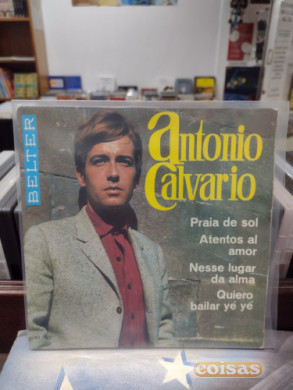 BELTER
antonio
Calvario
Praia de sol
Atentos al
amor
Nesse lugar
da alma
Quiero
bailar yé yé
coisas